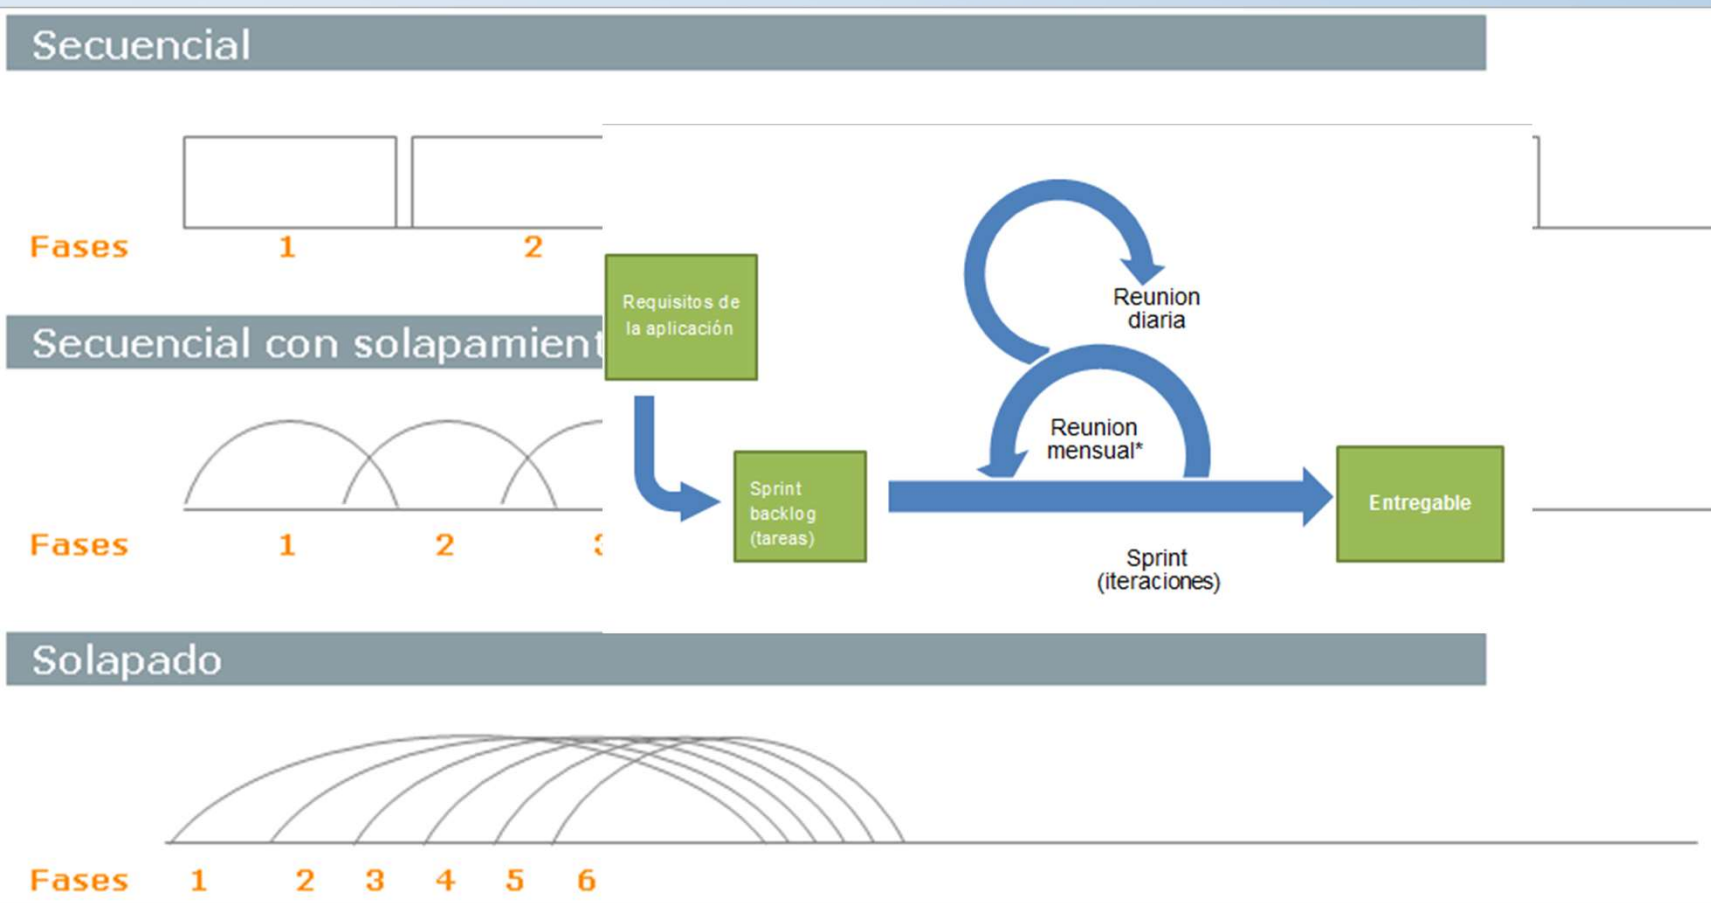 Secuencial
Fases 1 2
Requisitos de
la aplicación
Reunion
diaria
Secuencial con solapamient
Reunion
mensual*
Sprint
backlog
(tareas)
Entregable
Fases 1 2
Sprint
(iteraciones)
Solapado
Fases 1 2 3 4 5 6